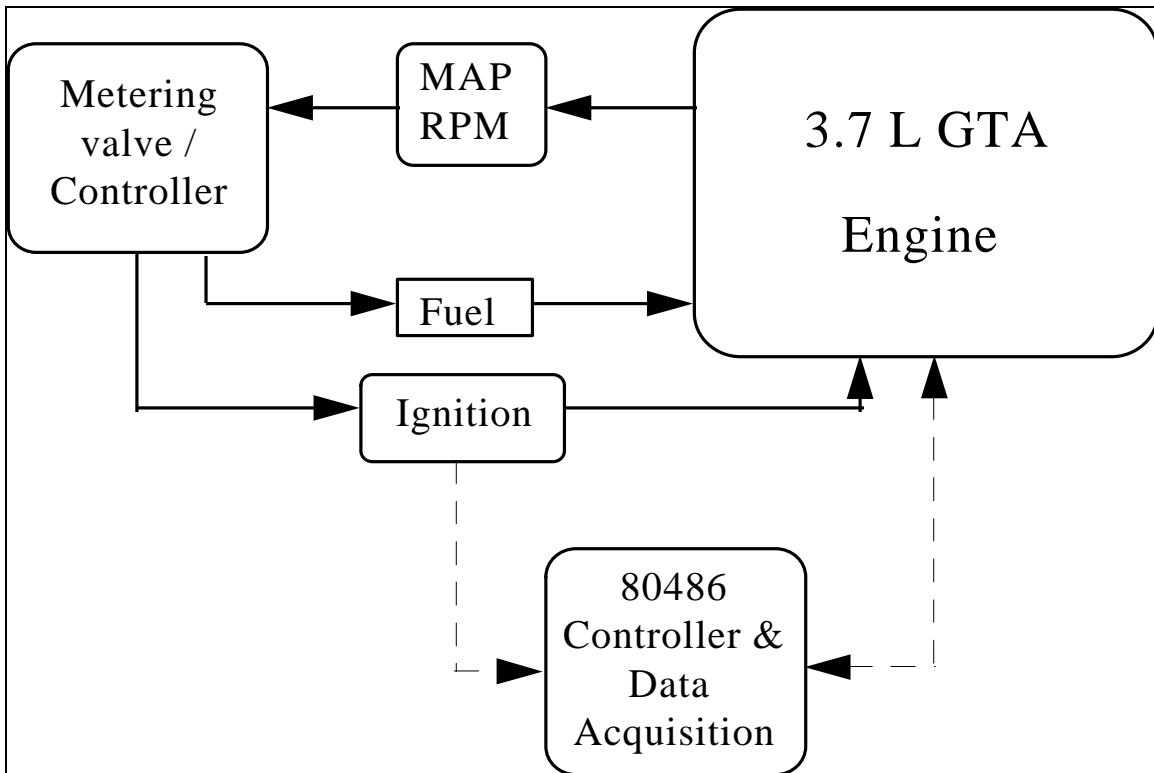 Metering
valve /
Controller
MAP
RPM
3.7 L GTA
Engine
Fuel
Ignition
80486
Controller &
Data
Acquisition